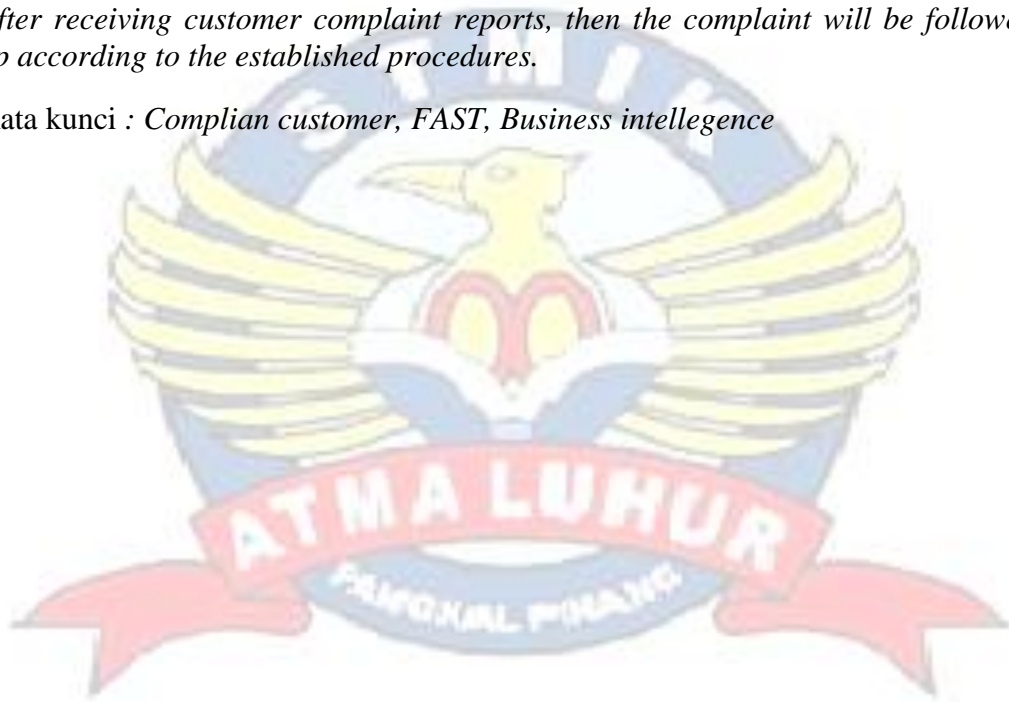 fter receiving customer complaint reports, then the complaint will be followe
p according to the established procedures.
ata kunci : Complian customer, FAST, Business intellegence
STMIK
ATMA LUHUR
PANGKAL PINANG